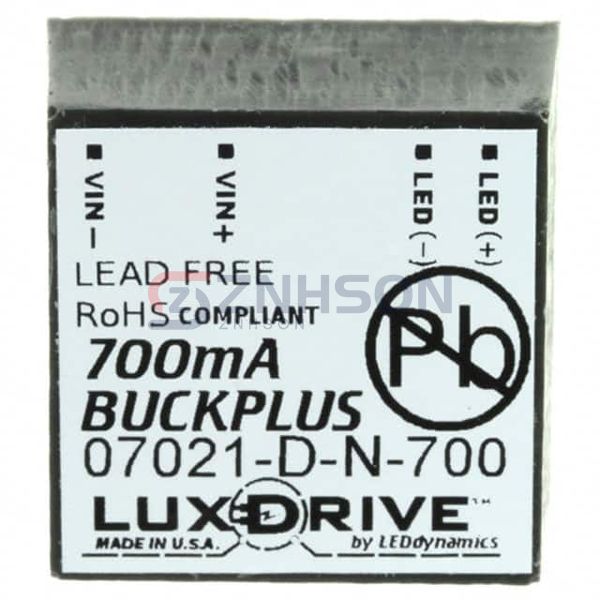 VIN-
VIN+
LED (-)
LED (+)
LEAD FREE
RoHS COMPLIANT
Pb
700mA
BUCKPLUS
07021-D-N-700
LUXDRIVE™
MADE IN U.S.A.
by LEDdynamics
ZNHSON
ZNHSON